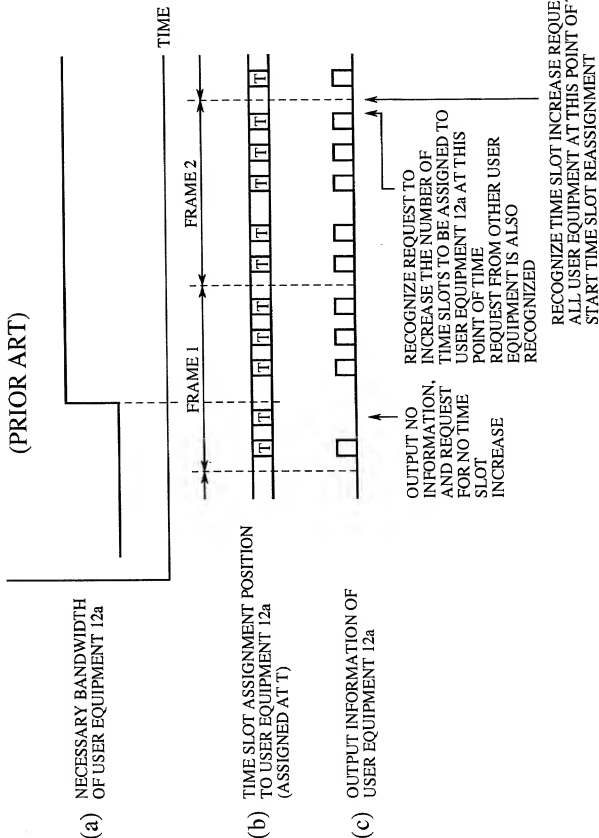 (PRIOR ART)
(a) NECESSARY BANDWIDTH
OF USER EQUIPMENT 12a
TIME
FRAME 1
FRAME 2
(b) TIME SLOT ASSIGNMENT POSITION
TO USER EQUIPMENT 12a
(ASSIGNED AT T)
T T T T T T T T T T T
(c) OUTPUT INFORMATION OF
USER EQUIPMENT 12a
OUTPUT NO
INFORMATION,
AND REQUEST
FOR NO TIME
SLOT
INCREASE
RECOGNIZE REQUEST TO
INCREASE THE NUMBER OF
TIME SLOTS TO BE ASSIGNED TO
USER EQUIPMENT 12a AT THIS
POINT OF TIME
REQUEST FROM OTHER USER
EQUIPMENT IS ALSO
RECOGNIZED
RECOGNIZE TIME SLOT INCREASE REQUE
ALL USER EQUIPMENT AT THIS POINT OF
START TIME SLOT REASSIGNMENT